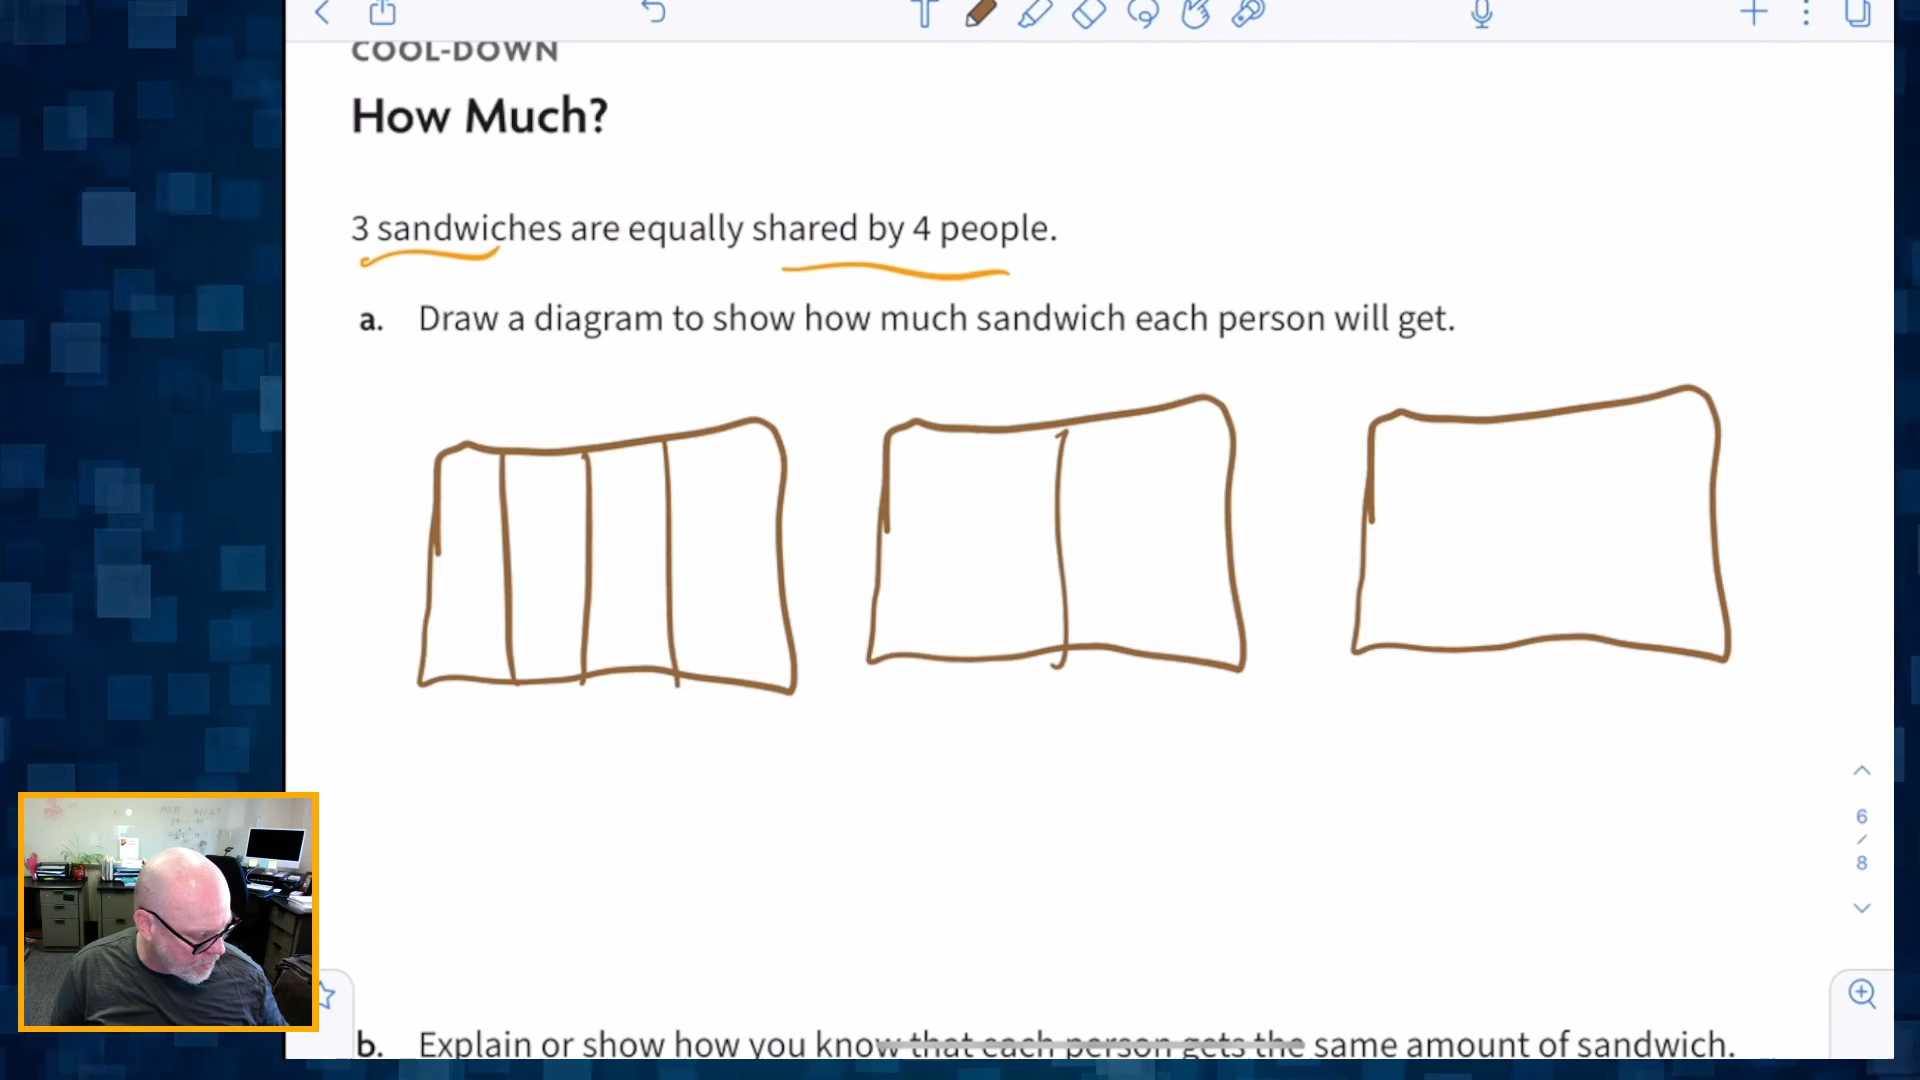 COOL-DOWN
How Much?
3 sandwiches are equally shared by 4 people.
a. Draw a diagram to show how much sandwich each person will get.
6
/
8
b. Explain or show how you know that each person gets the same amount of sandwich.